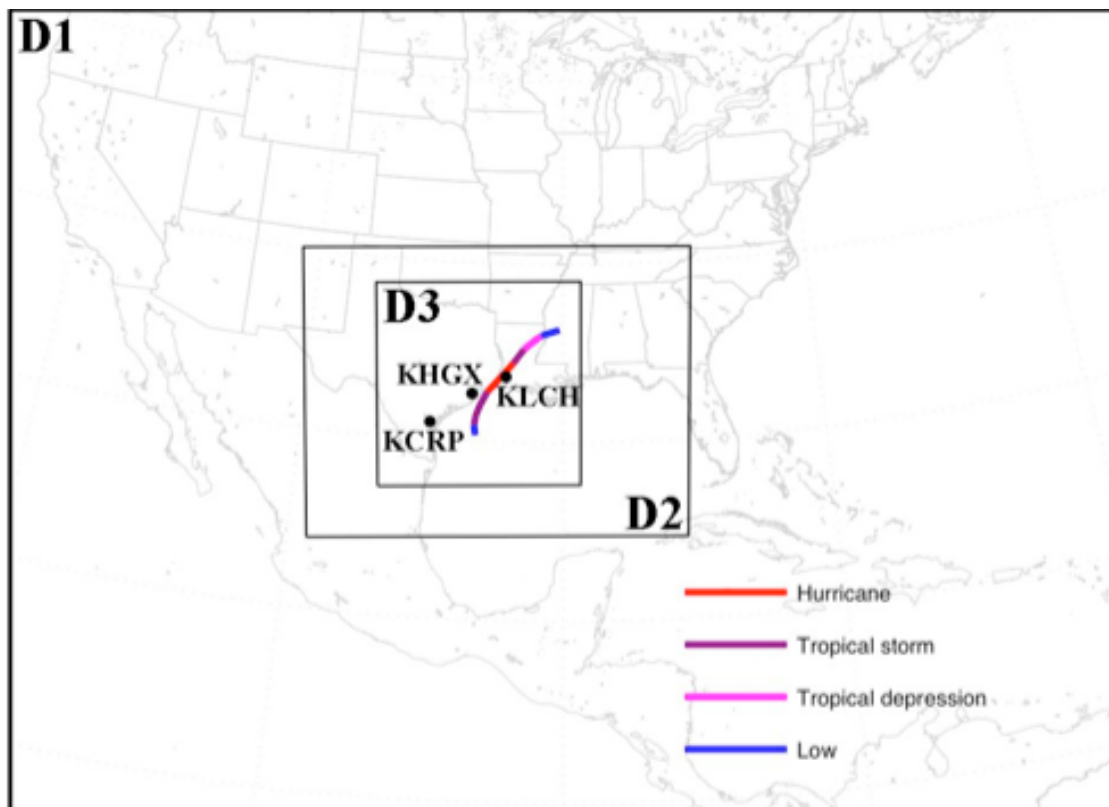 D1
D3
KHGX
KLCH
KCRP
D2
Hurricane
Tropical storm
Tropical depression
Low